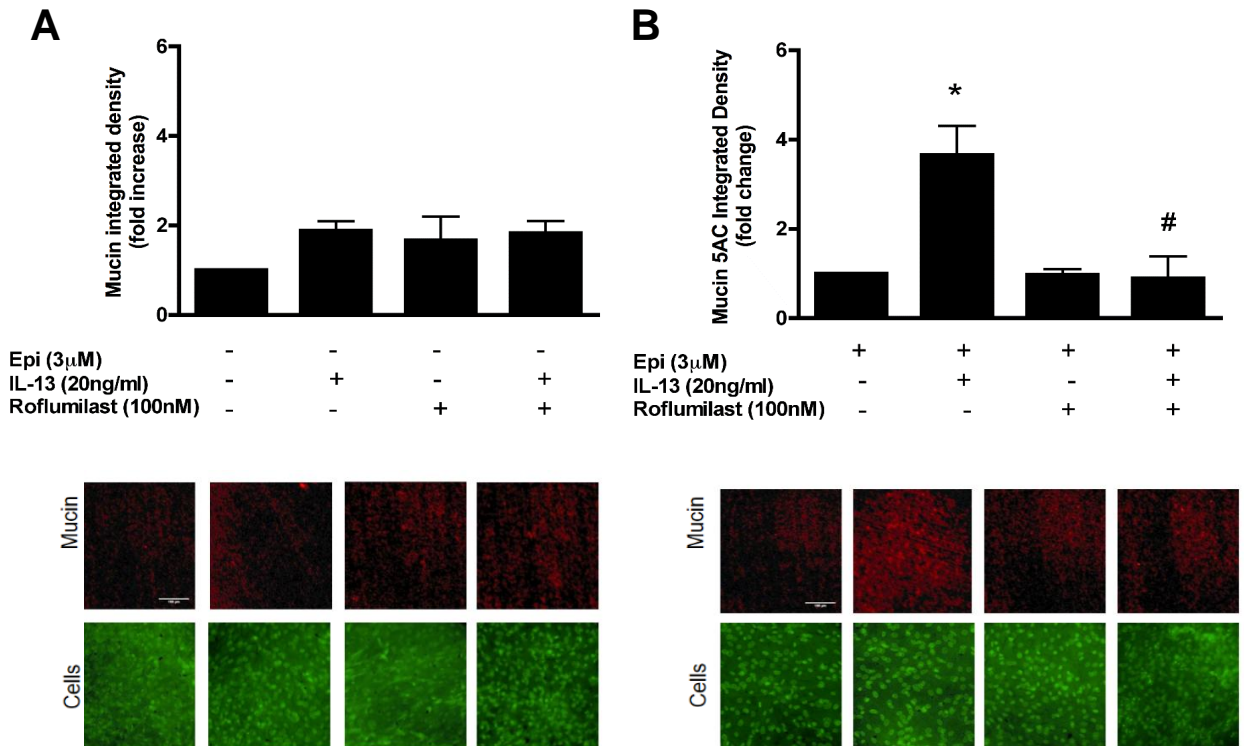 A
Mucin integrated density
(fold increase)
6
4
2
0
Epi (3μM) - - - -
IL-13 (20ng/ml) - + - +
Roflumilast (100nM) - - + +
Mucin
Cells
B
Mucin 5AC Integrated Density
(fold change)
6
4
2
0
*
#
Epi (3μM) + + + +
IL-13 (20ng/ml) - + - +
Roflumilast (100nM) - - + +
Mucin
Cells